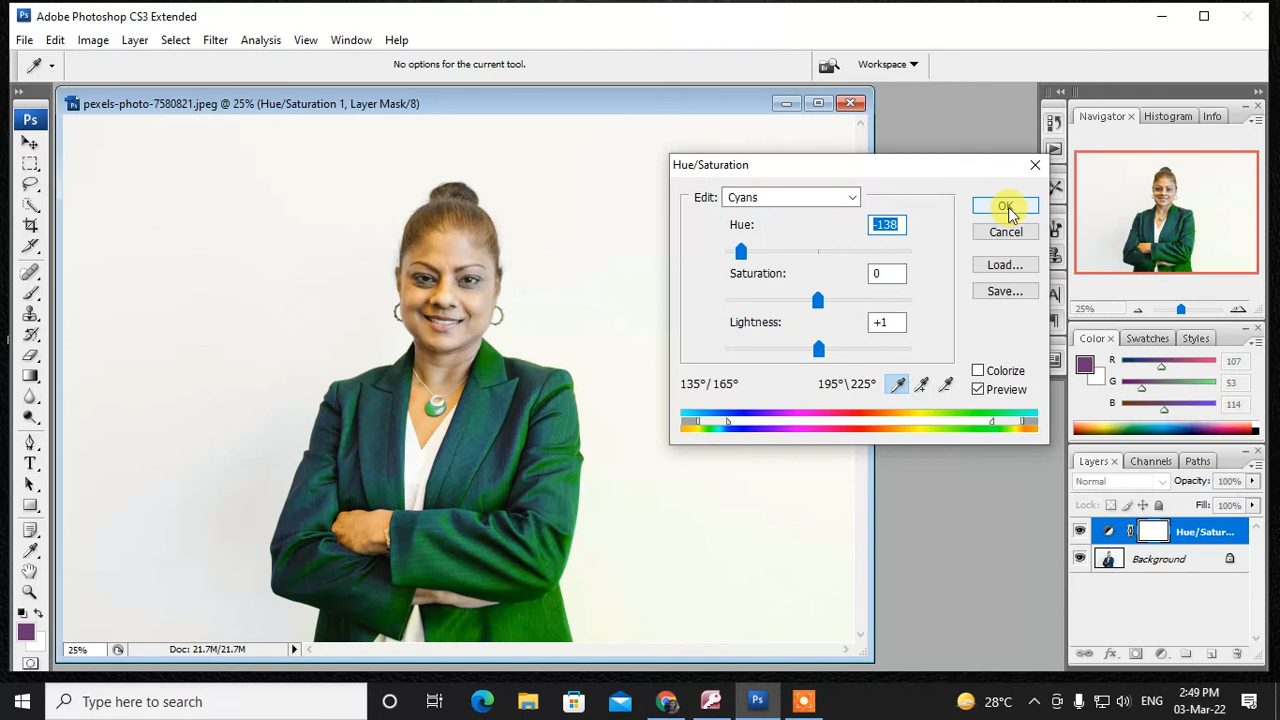 Ps Adobe Photoshop CS3 Extended
File Edit Image Layer Select Filter Analysis View Window Help
No options for the current tool. Workspace
pexels-photo-7580821.jpeg @ 25% (Hue/Saturation 1, Layer Mask/8)
Ps
Navigator × Histogram Info
25%
Hue/Saturation
Edit: Cyans
OK
Hue: -138
Cancel
Saturation: 0
Load...
Save...
Lightness: +1
Colorize
135°/165° 195°\225°
Preview
Color × Swatches Styles
R 107
G 53
B 114
Layers × Channels Paths
Normal Opacity: 100%
Lock: Fill: 100%
Hue/Satur...
Background
T
25% Doc: 21.7M/21.7M
Type here to search
Ps
28°C
ENG
2:49 PM
03-Mar-22